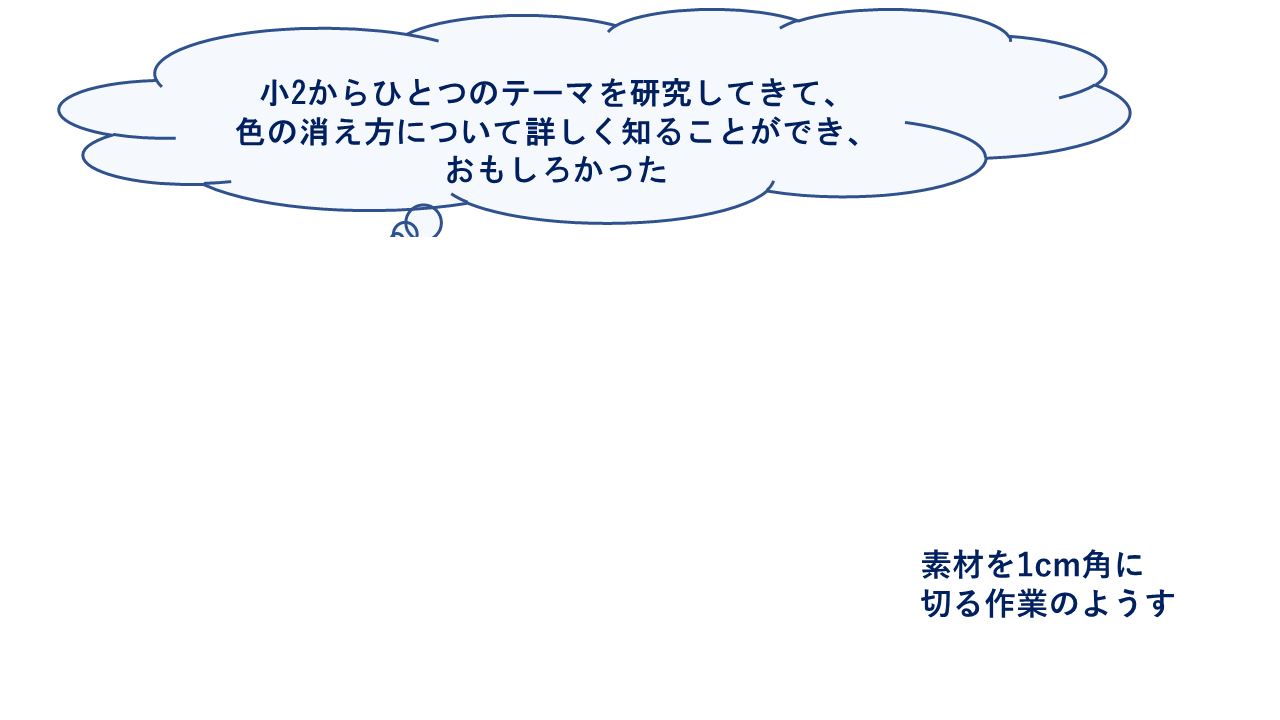 小2からひとつのテーマを研究してきて、
色の消え方について詳しく知ることができ、
おもしろかった
素材を1cm角に
切る作業のようす